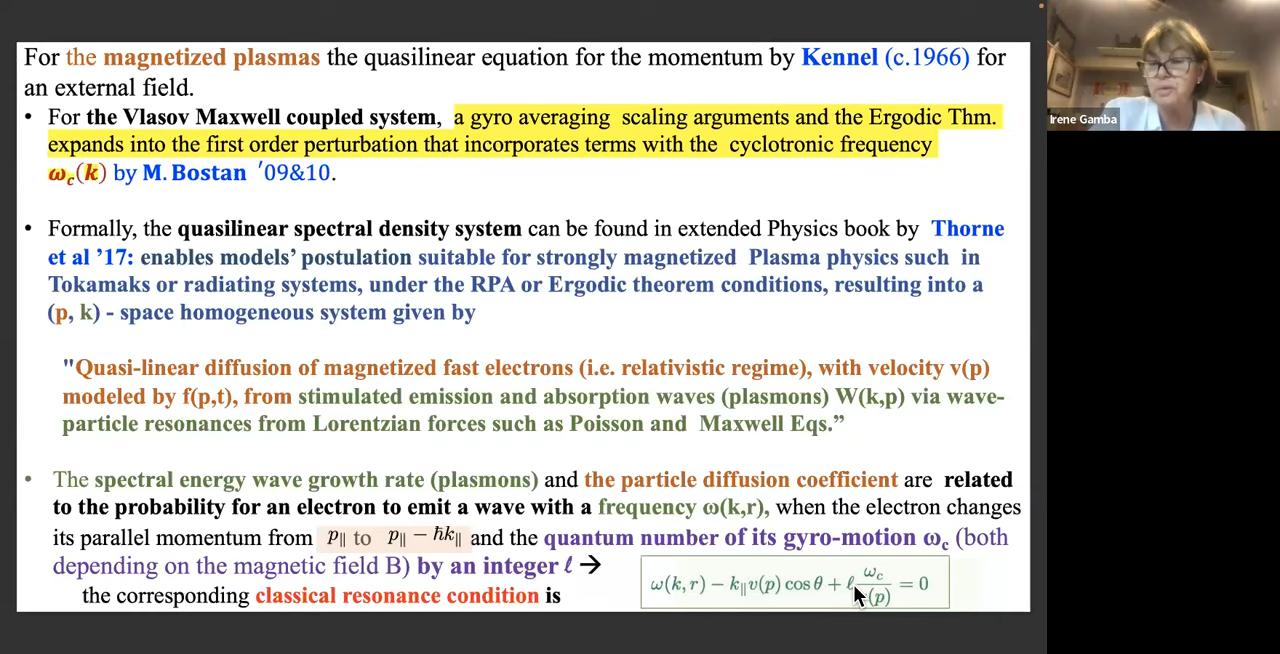 For the magnetized plasmas the quasilinear equation for the momentum by Kennel (c.1966) for
an external field.
• For the Vlasov Maxwell coupled system, a gyro averaging scaling arguments and the Ergodic Thm.
expands into the first order perturbation that incorporates terms with the cyclotronic frequency
ω_c(k) by M. Bostan ′09&10.
• Formally, the quasilinear spectral density system can be found in extended Physics book by Thorne
et al ’17: enables models’ postulation suitable for strongly magnetized Plasma physics such in
Tokamaks or radiating systems, under the RPA or Ergodic theorem conditions, resulting into a
(p, k) - space homogeneous system given by
"Quasi-linear diffusion of magnetized fast electrons (i.e. relativistic regime), with velocity v(p)
modeled by f(p,t), from stimulated emission and absorption waves (plasmons) W(k,p) via wave-
particle resonances from Lorentzian forces such as Poisson and Maxwell Eqs.”
• The spectral energy wave growth rate (plasmons) and the particle diffusion coefficient are related
to the probability for an electron to emit a wave with a frequency ω(k,r), when the electron changes
its parallel momentum from p∥ to p∥ − ℏk∥ and the quantum number of its gyro-motion ω_c (both
depending on the magnetic field B) by an integer ℓ →
the corresponding classical resonance condition is
ω(k, r) − k∥v(p) cos θ + ℓ ω_c / (p) = 0
Irene Gamba